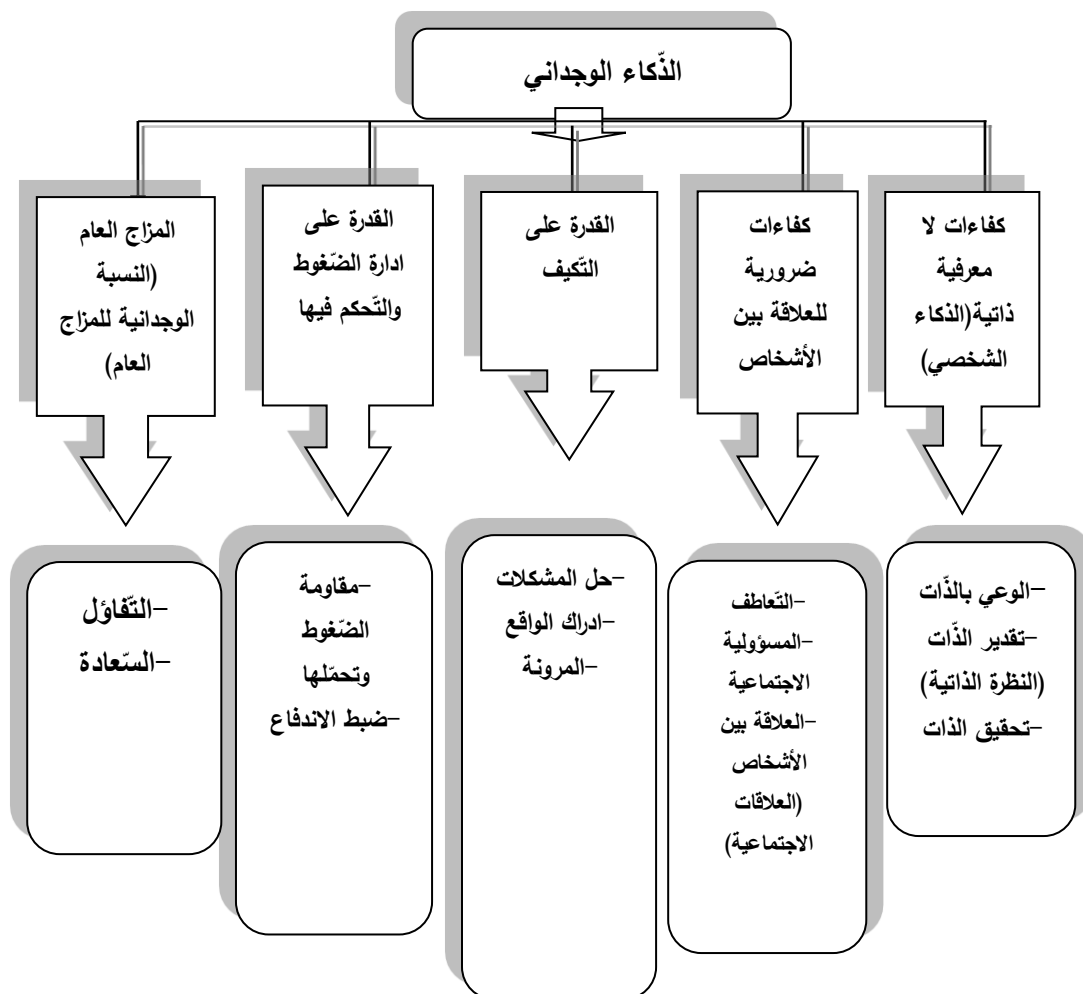 الذّكاء الوجداني
كفاءات لا
معرفية
ذاتية(الذكاء
الشخصي)
كفاءات
ضرورية
للعلاقة بين
الأشخاص
القدرة على
التّكيف
القدرة على
ادارة الضّغوط
والتّحكم فيها
المزاج العام
(النسبة
الوجدانية للمزاج
العام)
-الوعي بالذّات
-تقدير الذّات
(النظرة الذاتية)
-تحقيق الذات
-التّعاطف
-المسؤولية
الاجتماعية
-العلاقة بين
الأشخاص
(العلاقات
الاجتماعية)
-حل المشكلات
-ادراك الواقع
-المرونة
-مقاومة
الضّغوط
وتحمّلها
-ضبط الاندفاع
-التّفاؤل
-السّعادة